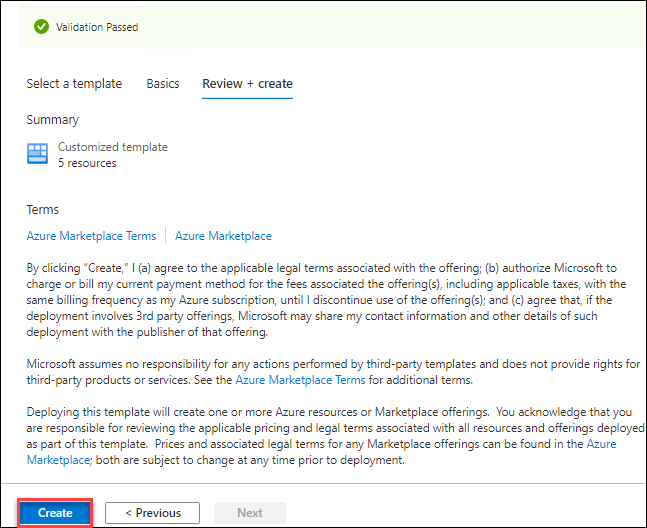 Validation Passed
Select a template Basics Review + create
Summary
Customized template
5 resources
Terms
Azure Marketplace Terms Azure Marketplace
By clicking “Create,” I (a) agree to the applicable legal terms associated with the offering; (b) authorize Microsoft to
charge or bill my current payment method for the fees associated the offering(s), including applicable taxes, with
the same billing frequency as my Azure subscription, until I discontinue use of the offering(s); and (c) agree that, if the
deployment involves 3rd party offerings, Microsoft may share my contact information and other details of such
deployment with the publisher of that offering.
Microsoft assumes no responsibility for any actions performed by third-party templates and does not provide rights for
third-party products or services. See the Azure Marketplace Terms for additional terms.
Deploying this template will create one or more Azure resources or Marketplace offerings. You acknowledge that you
are responsible for reviewing the applicable pricing and legal terms associated with all resources and offerings deployed
as part of this template. Prices and associated legal terms for any Marketplace offerings can be found in the Azure
Marketplace; both are subject to change at any time prior to deployment.
Create < Previous Next